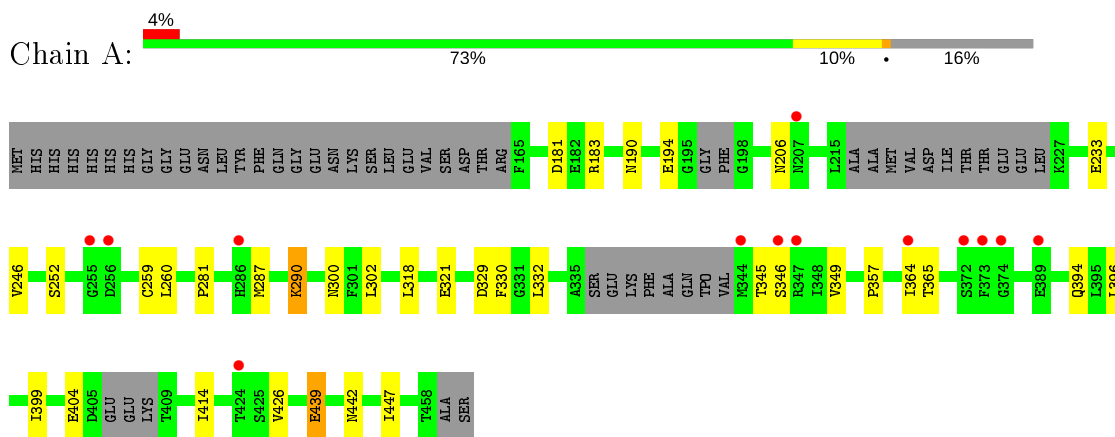 4%
Chain A:
73% 10% • 16%
MET HIS HIS HIS HIS HIS HIS GLY GLY GLU ASN LEU TYR PHE GLN GLY GLU ASN LYS SER LEU GLU VAL SER ASP THR ARG F165 D181 E182 R183 N190 E194 G195 GLY PHE G198 N206 N207 L215 ALA ALA MET VAL ASP ILE THR THR GLU GLU LEU K227 E233
V246 S252 G255 D256 C259 L260 P281 H286 M287 K290 N300 F301 L302 L318 E321 D329 F330 G331 L332 A335 SER GLU LYS PHE ALA GLN TPO VAL M344 T345 S346 R347 I348 V349 P357 I364 T365 S372 F373 G374 E389 Q394 L395 L396
I399 E404 D405 GLU GLU LYS T409 I414 T424 S425 V426 E439 N442 I447 T458 ALA SER